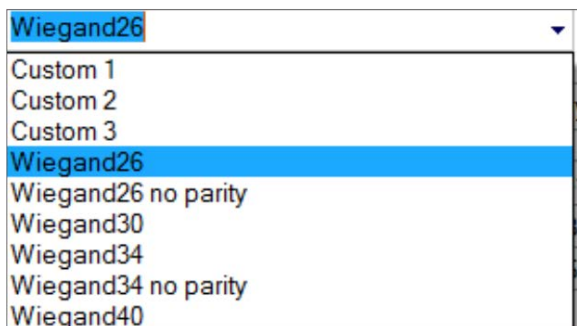 Wiegand26
Custom 1
Custom 2
Custom 3
Wiegand26
Wiegand26 no parity
Wiegand30
Wiegand34
Wiegand34 no parity
Wiegand40